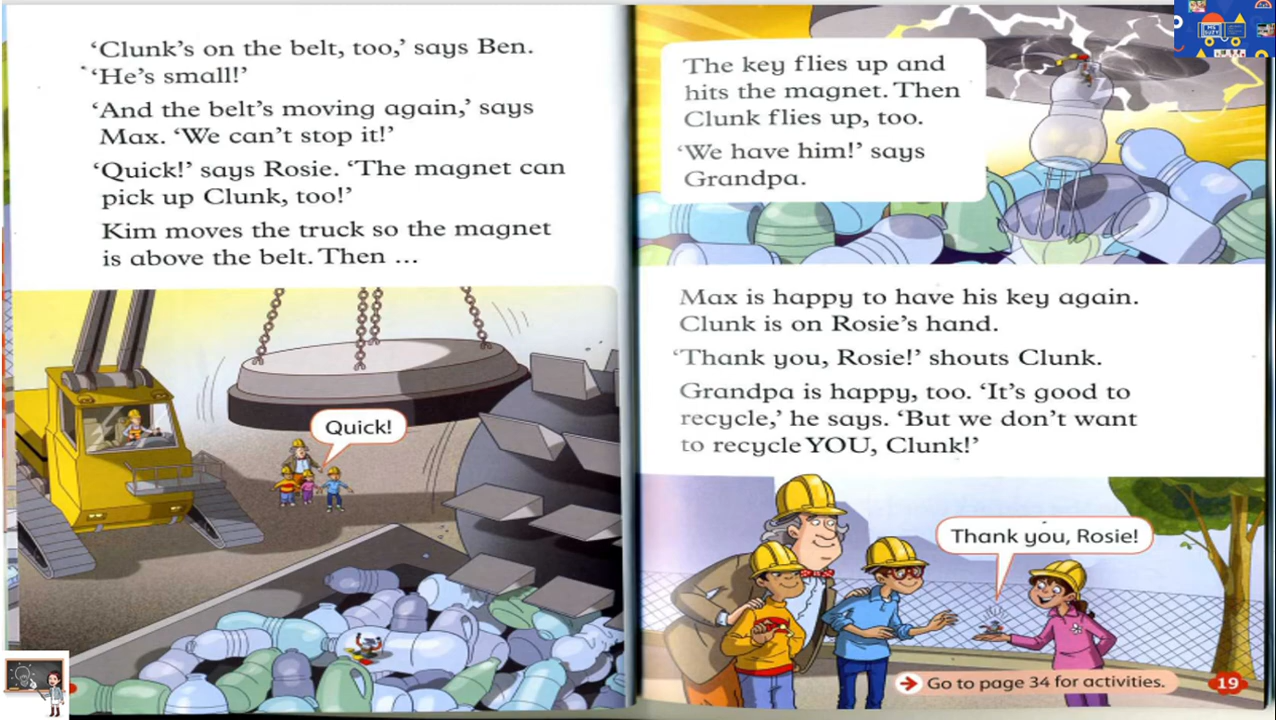 ‘Clunk’s on the belt, too,’ says Ben.
‘He’s small!’
‘And the belt’s moving again,’ says
Max. ‘We can’t stop it!’
‘Quick!’ says Rosie. ‘The magnet can
pick up Clunk, too!’
Kim moves the truck so the magnet
is above the belt. Then ...
Quick!
The key flies up and
hits the magnet. Then
Clunk flies up, too.
‘We have him!’ says
Grandpa.
Max is happy to have his key again.
Clunk is on Rosie’s hand.
‘Thank you, Rosie!’ shouts Clunk.
Grandpa is happy, too. ‘It’s good to
recycle,’ he says. ‘But we don’t want
to recycle YOU, Clunk!’
Thank you, Rosie!
Go to page 34 for activities.
19